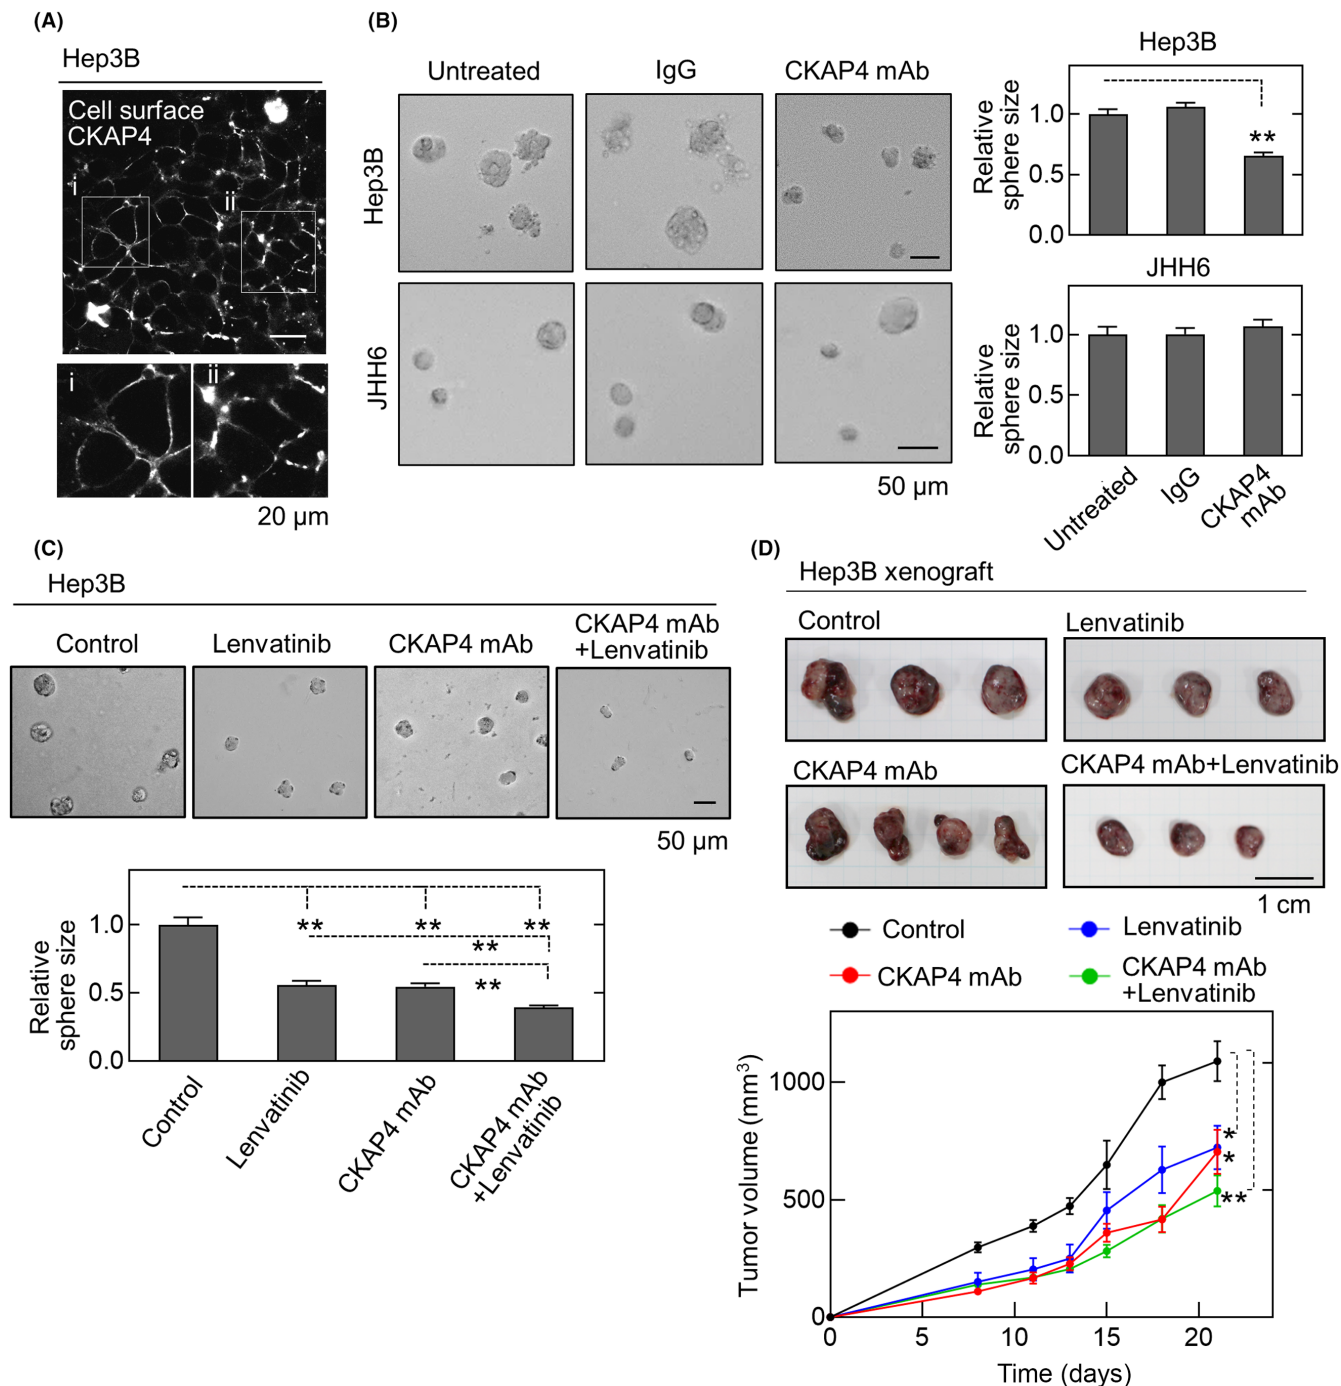 (A)
Hep3B
Cell surface
CKAP4
i
ii
i
ii
20 μm
(B)
Untreated
IgG
CKAP4 mAb
Hep3B
JHH6
50 μm
Hep3B
Relative
sphere size
1.0
0.5
0.0
**
JHH6
Relative
sphere size
1.0
0.5
0.0
Untreated
IgG
CKAP4
mAb
(C)
Hep3B
Control
Lenvatinib
CKAP4 mAb
CKAP4 mAb
+Lenvatinib
50 μm
Relative
sphere size
1.0
0.5
0.0
** ** **
**
**
Control
Lenvatinib
CKAP4 mAb
CKAP4 mAb
+Lenvatinib
(D)
Hep3B xenograft
Control
Lenvatinib
CKAP4 mAb
CKAP4 mAb+Lenvatinib
1 cm
Control
Lenvatinib
CKAP4 mAb
CKAP4 mAb
+Lenvatinib
Tumor volume (mm³)
1000
500
0
*
*
**
0 5 10 15 20
Time (days)